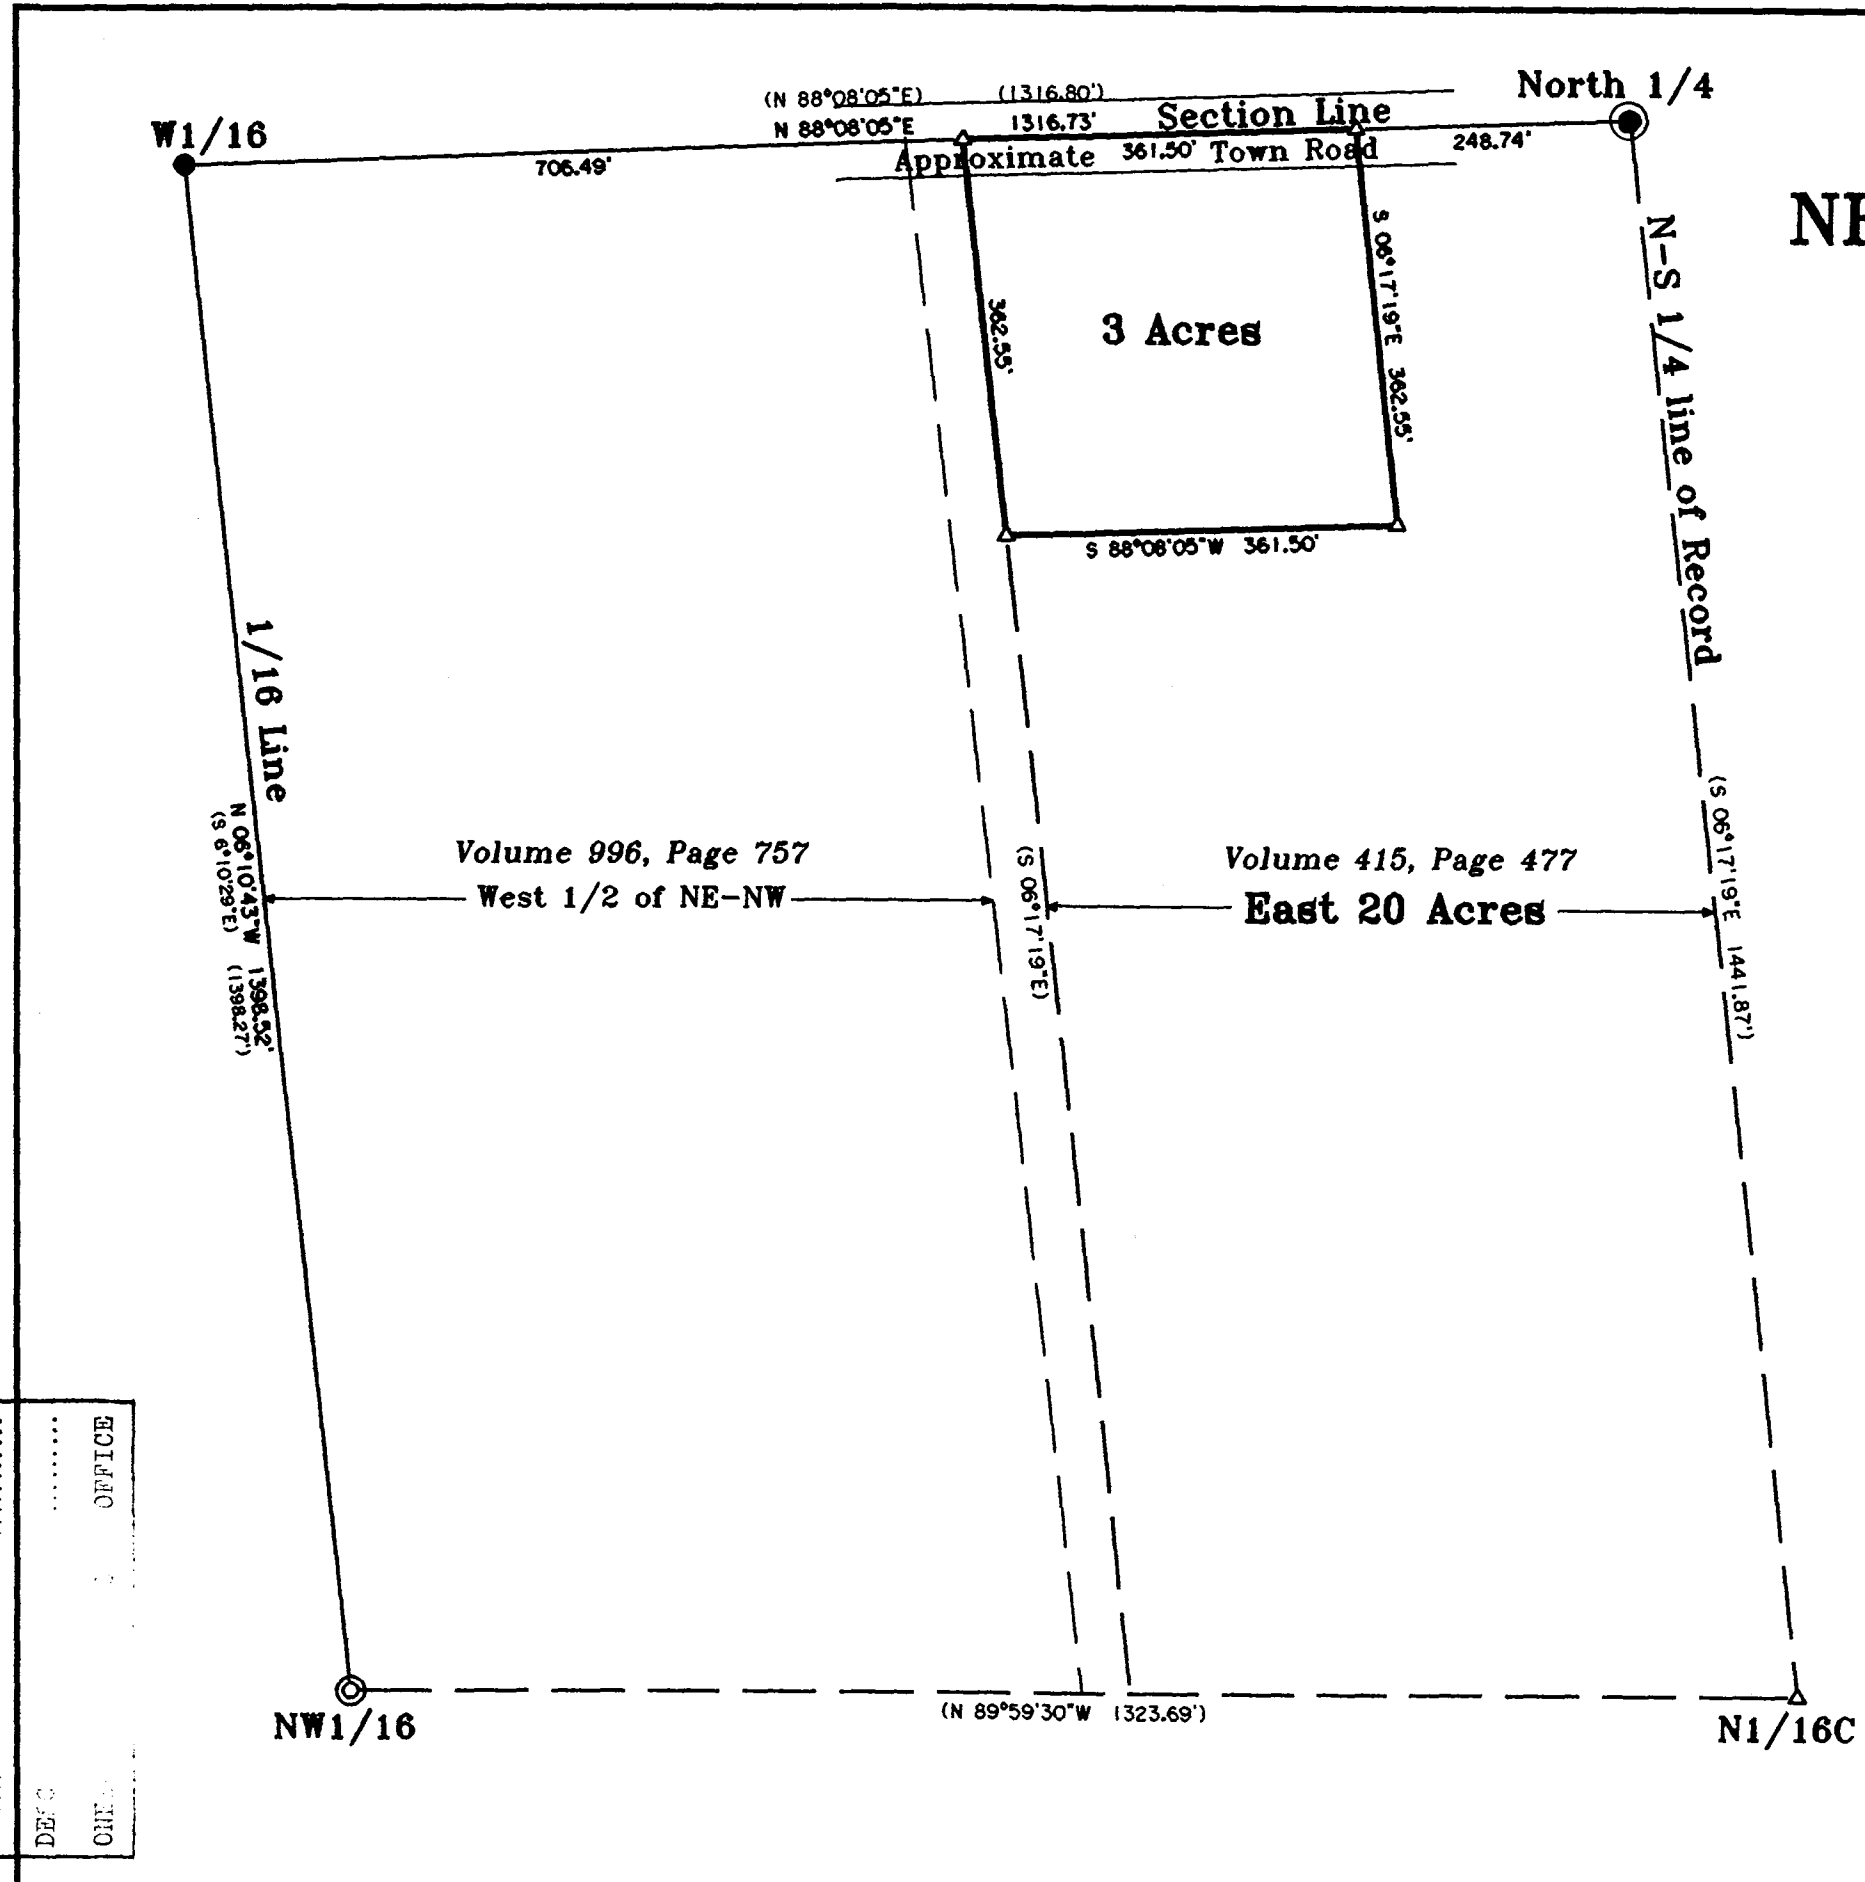 (N 88°08'05"E) (1316.80')
North 1/4
N 88°08'05"E 1316.73' Section Line
W1/16
706.49'
Approximate 361.50' Town Road
248.74'
S 06°17'19"E 362.55'
N-S 1/4 line of Record
362.55'
3 Acres
S 88°08'05"W 361.50'
1/16 Line
N 06°10'43"W 1398.52'
(S 6°10'29"E) (1398.27')
Volume 996, Page 757
West 1/2 of NE-NW
(S 06°17'19"E)
Volume 415, Page 477
East 20 Acres
(S 06°17'19"E 1441.87')
OFFICE
NW1/16
(N 89°59'30"W 1323.69')
N1/16C